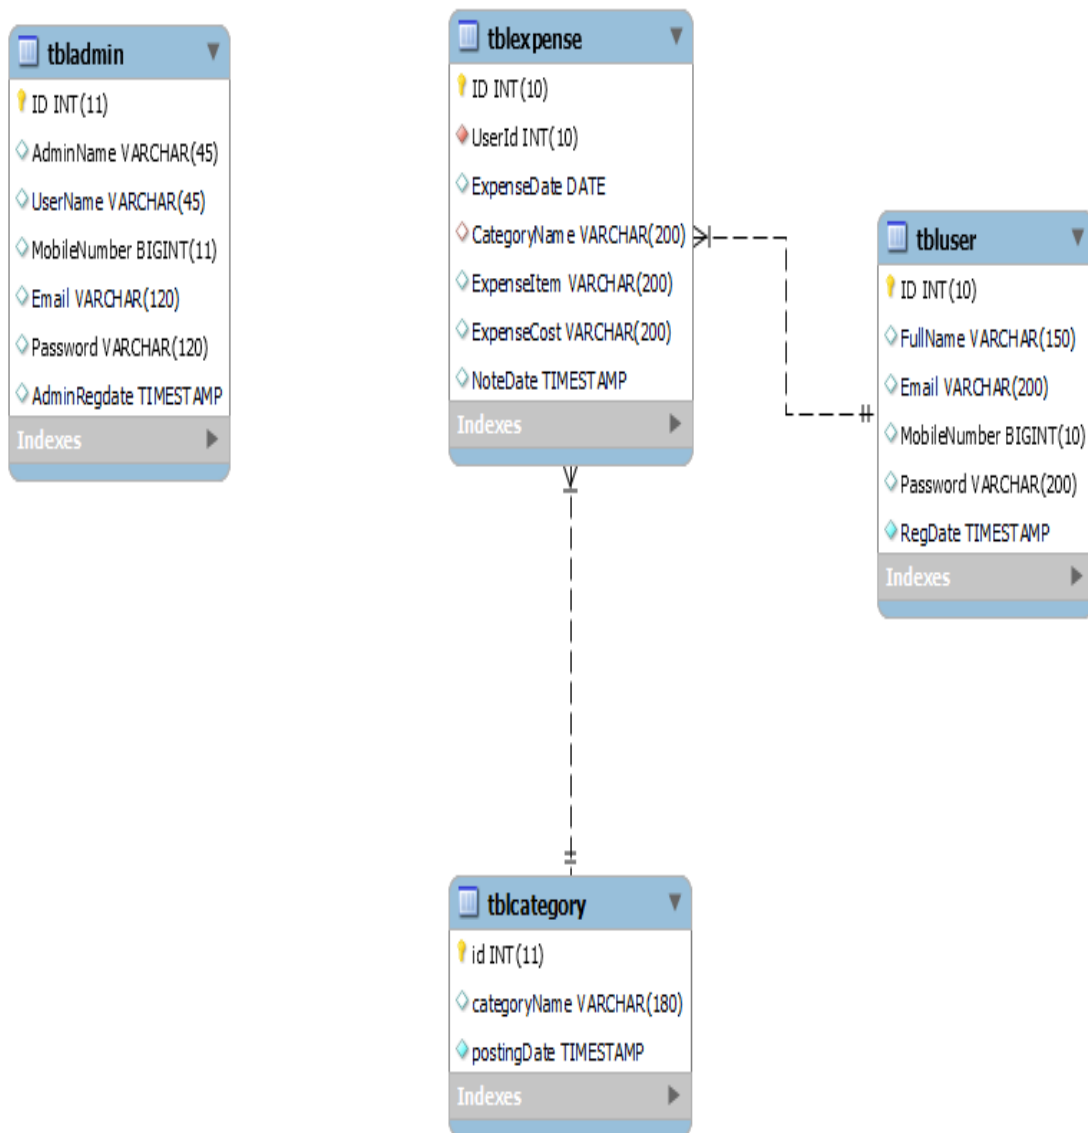 tbladmin
ID INT(11)
AdminName VARCHAR(45)
UserName VARCHAR(45)
MobileNumber BIGINT(11)
Email VARCHAR(120)
Password VARCHAR(120)
AdminRegdate TIMESTAMP
Indexes
tblexpense
ID INT(10)
UserId INT(10)
ExpenseDate DATE
CategoryName VARCHAR(200)
ExpenseItem VARCHAR(200)
ExpenseCost VARCHAR(200)
NoteDate TIMESTAMP
Indexes
tbluser
ID INT(10)
FullName VARCHAR(150)
Email VARCHAR(200)
MobileNumber BIGINT(10)
Password VARCHAR(200)
RegDate TIMESTAMP
Indexes
tblcategory
id INT(11)
categoryName VARCHAR(180)
postingDate TIMESTAMP
Indexes